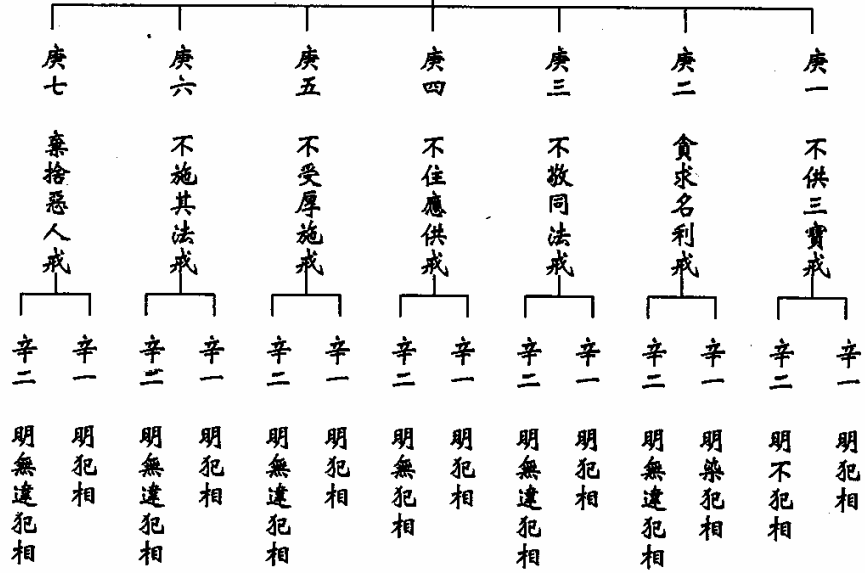 庚一 不供三寶戒
辛一 明犯相
辛二 明不犯相
庚二 貪求名利戒
辛一 明染犯相
辛二 明無違犯相
庚三 不敬同法戒
辛一 明犯相
辛二 明無違犯相
庚四 不住應供戒
辛一 明犯相
辛二 明無犯相
庚五 不受厚施戒
辛一 明犯相
辛二 明無違犯相
庚六 不施其法戒
辛一 明犯相
辛二 明無違犯相
庚七 棄捨惡人戒
辛一 明犯相
辛二 明無違犯相